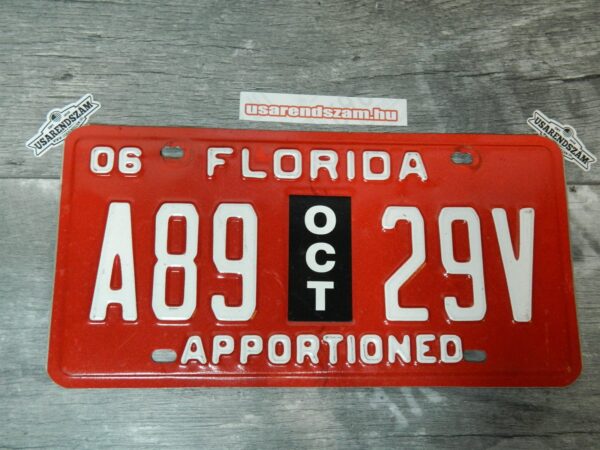 usarendszam.hu
USARENDSZAM
USARENDSZAM
06 FLORIDA
A89 OCT 29V
APPORTIONED